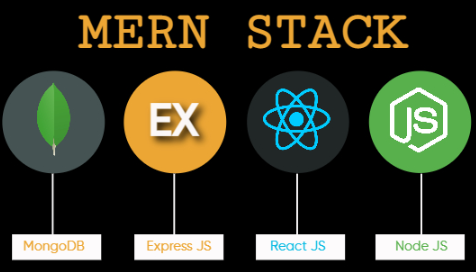 MERN STACK
EX
JS
MongoDB
Express JS
React JS
Node JS